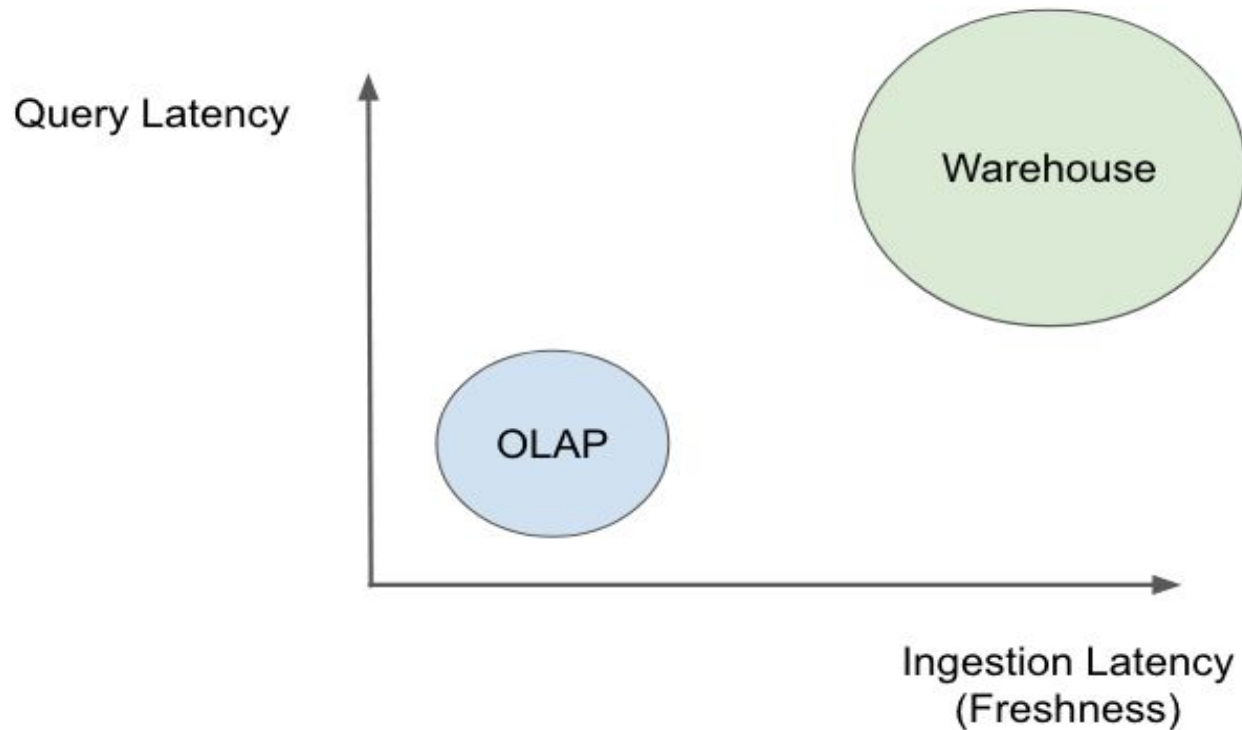 Query Latency
Warehouse
OLAP
Ingestion Latency
(Freshness)